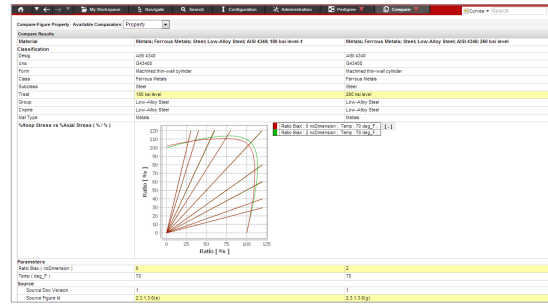 My Workspace Navigate Search Configuration Administration Pedigree Compare Curves Search
Compare Figure Property Available Comparators Property
Compare Results
Material Metals; Ferrous Metals; Steel; Low-Alloy Steel; AISI 4340; 180 ksi level-1 Metals; Ferrous Metals; Steel; Low-Alloy Steel; AISI 4340; 260 ksi level
Classification
Desig AISI 4340 AISI 4340
Uns G43400 G43400
Form Machined thin-wall cylinder Machined thin-wall cylinder
Class Ferrous Metals Ferrous Metals
Subclass Steel Steel
Treat 180 ksi level 260 ksi level
Group Low-Alloy Steel Low-Alloy Steel
Cname Low-Alloy Steel Low-Alloy Steel
Mat Type Metals Metals
%Hoop Stress vs %Axial Stress ( % / % )
Ratio Biax : 0 noDimension ; Temp : 70 deg_F ; [ - ]
Ratio Biax : 2 noDimension ; Temp : 70 deg_F ;
120
110
100
90
80
70
60
50
40
30
20
10
0
Ratio [ % ]
0 25 50 75 100 125
Ratio [ % ]
Parameters
Ratio Biax ( noDimension ) 0 2
Temp ( deg_F ) 70 70
Source
Source Doc Version 1 1
Source Figure Id 2.3.1.3.6(e) 2.3.1.3.6(g)